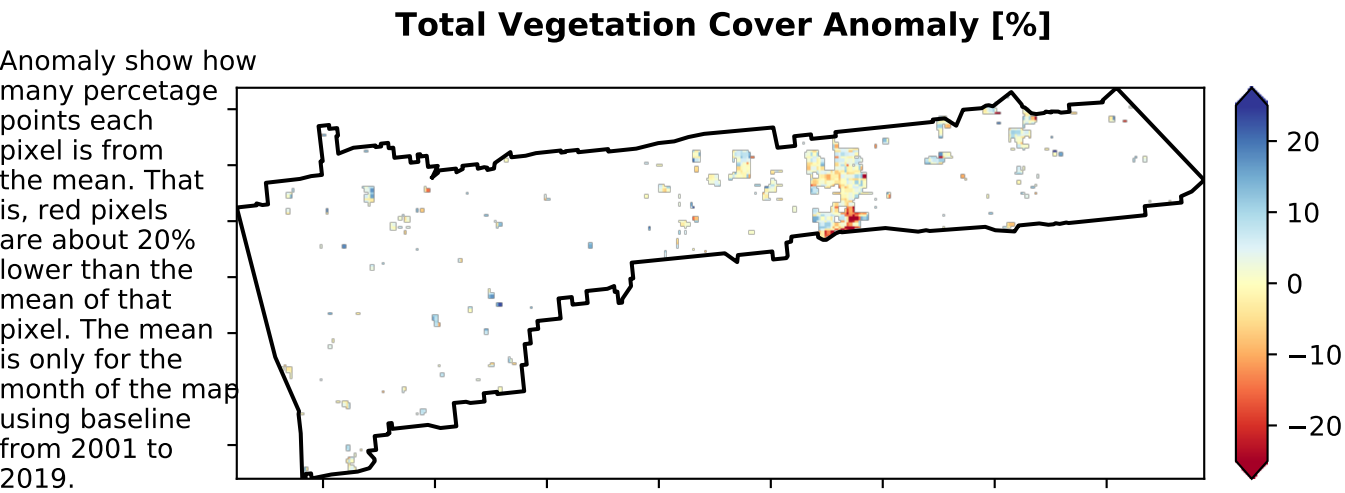 Total Vegetation Cover Anomaly [%]
Anomaly show how
many percetage
points each
pixel is from
the mean. That
is, red pixels
are about 20%
lower than the
mean of that
pixel. The mean
is only for the
month of the map
using baseline
from 2001 to
2019.
20
10
0
−10
−20